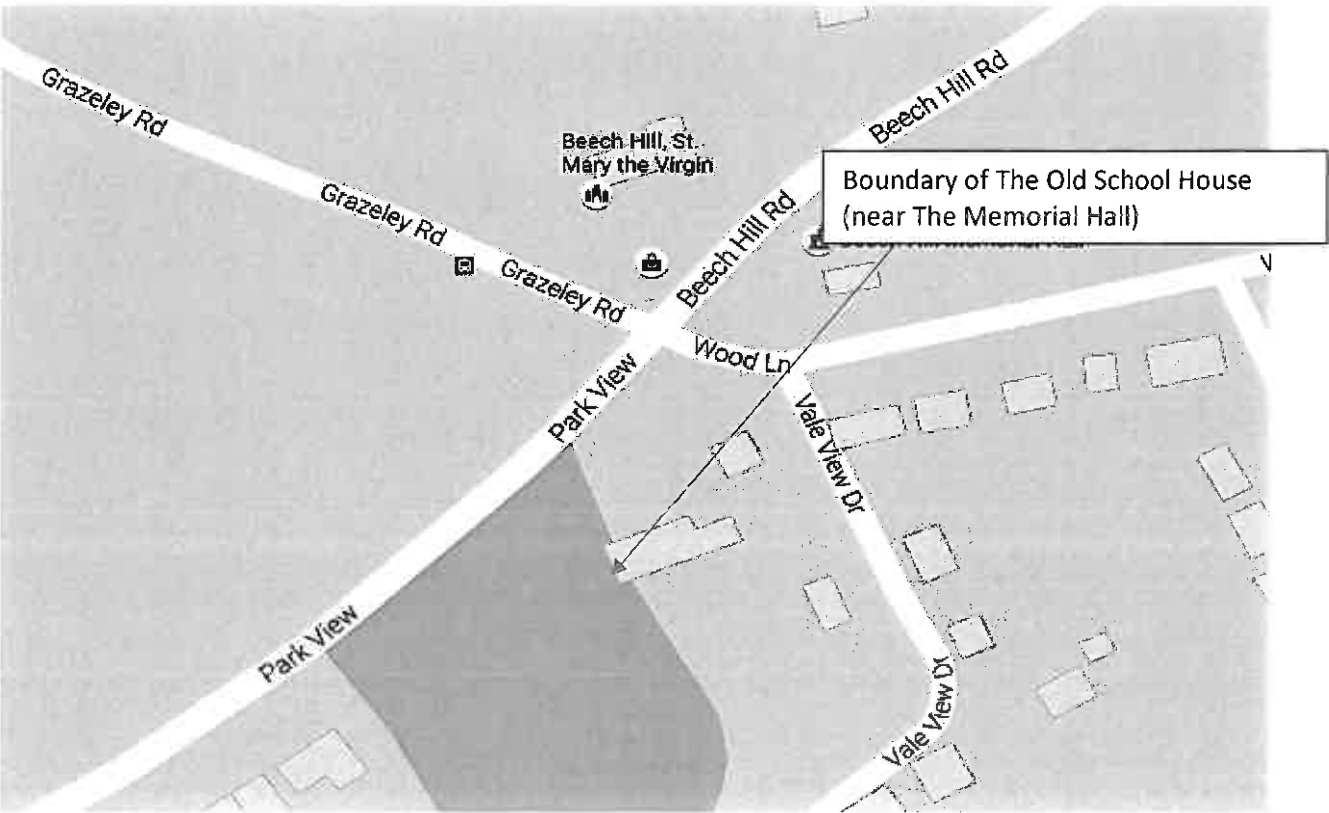 Grazeley Rd
Grazeley Rd
Grazeley Rd
Beech Hill, St.
Mary the Virgin
Beech Hill Rd
Beech Hill Rd
Boundary of The Old School House
(near The Memorial Hall)
Wood Ln
Park View
Park View
Vale View Dr
Vale View Dr